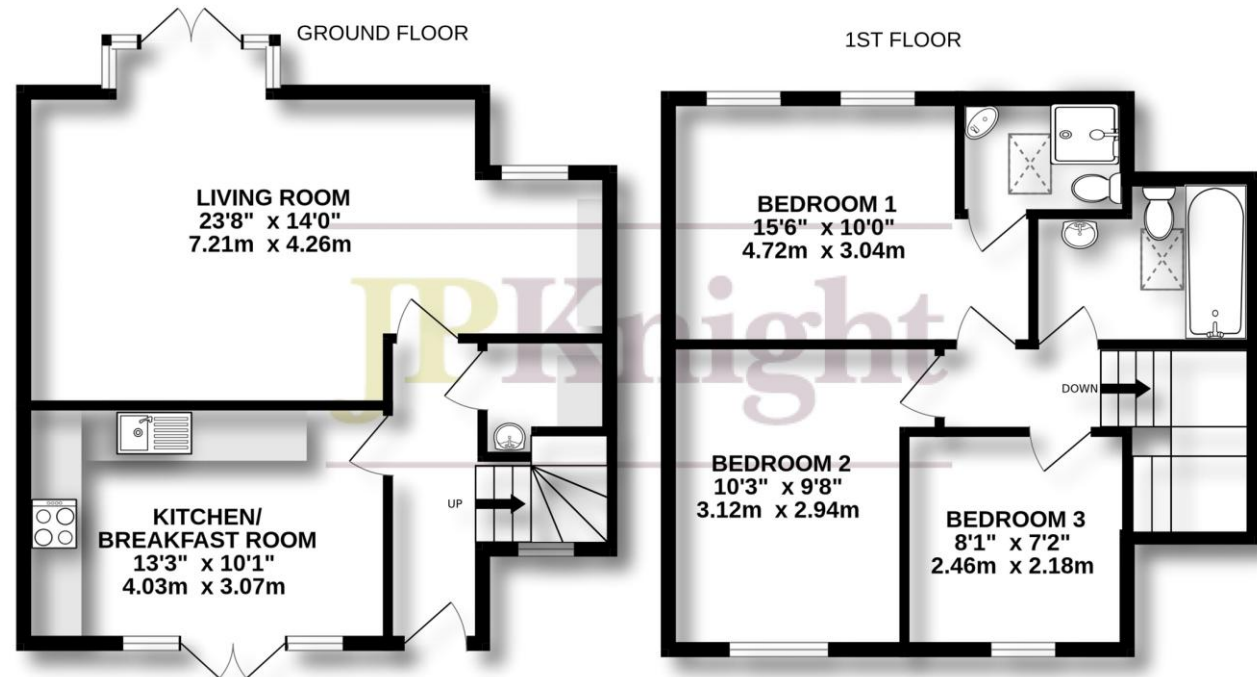 GROUND FLOOR
1ST FLOOR
LIVING ROOM
23'8" x 14'0"
7.21m x 4.26m
KITCHEN/
BREAKFAST ROOM
13'3" x 10'1"
4.03m x 3.07m
UP
BEDROOM 1
15'6" x 10'0"
4.72m x 3.04m
DOWN
BEDROOM 2
10'3" x 9'8"
3.12m x 2.94m
BEDROOM 3
8'1" x 7'2"
2.46m x 2.18m
JPKnight